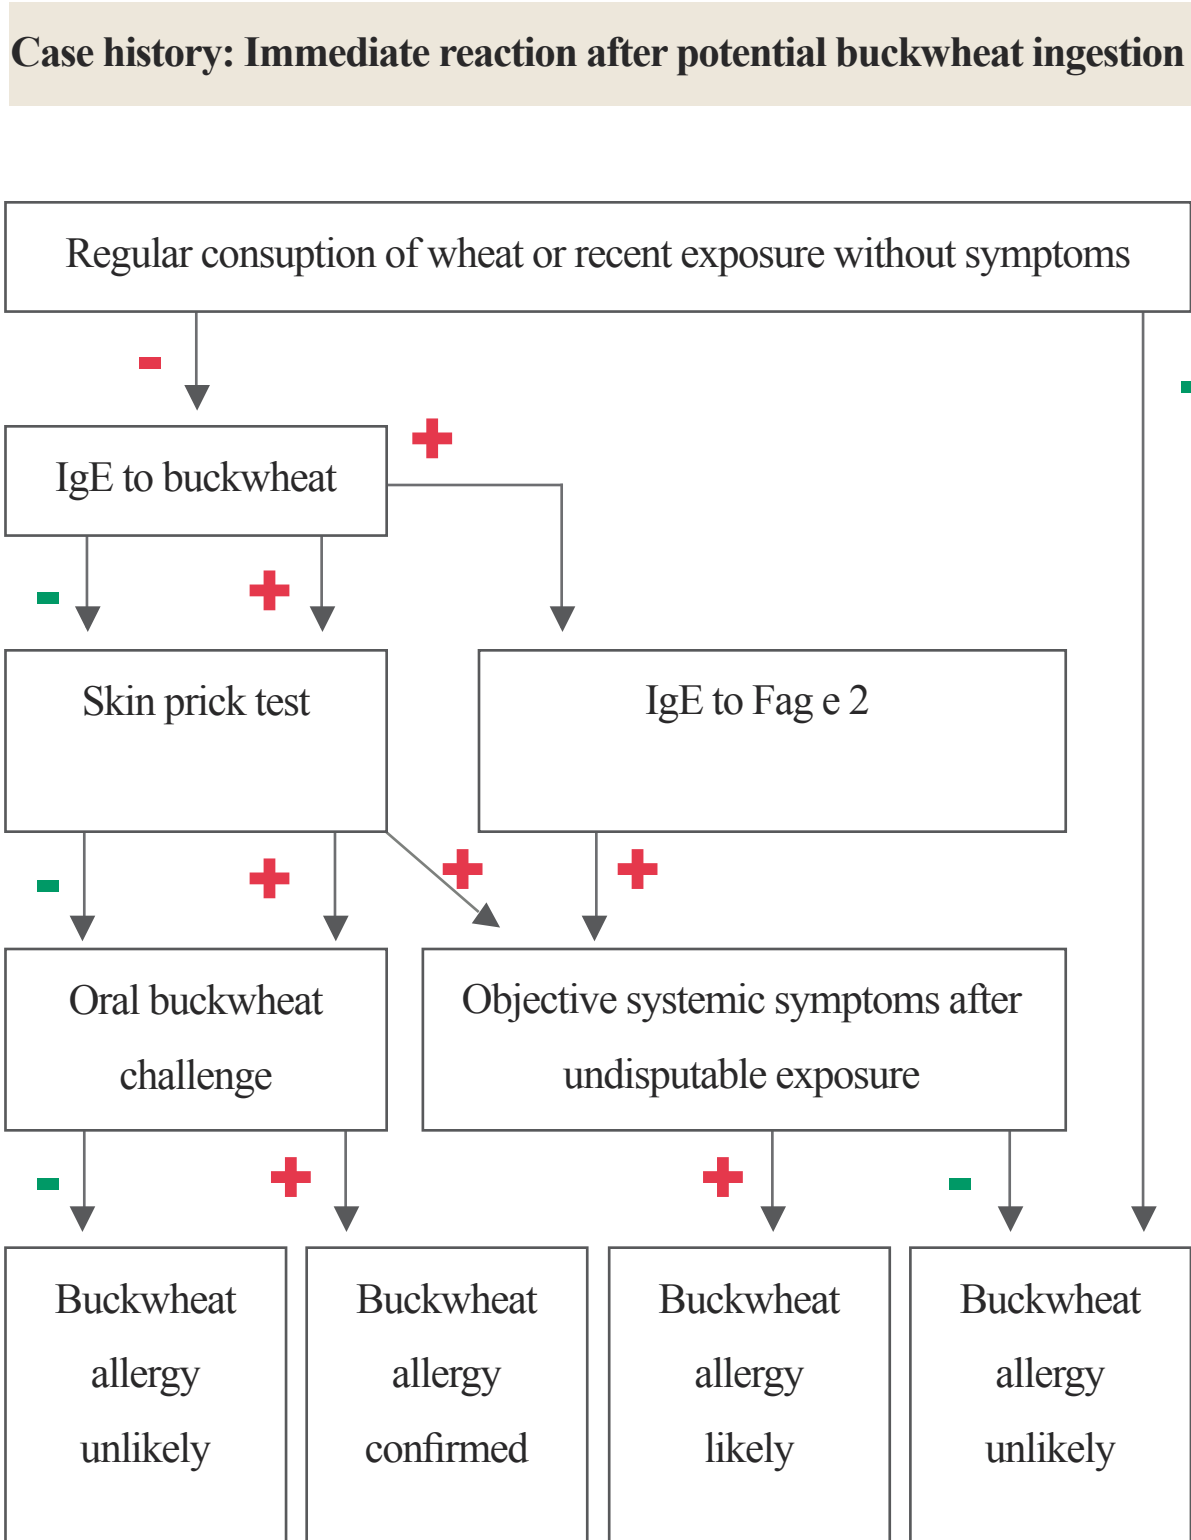 Case history: Immediate reaction after potential buckwheat ingestion
Regular consuption of wheat or recent exposure without symptoms
-
-
+
IgE to buckwheat
-
+
Skin prick test
IgE to Fag e 2
-
+
+
+
Oral buckwheat
challenge
Objective systemic symptoms after
undisputable exposure
-
+
+
-
Buckwheat
allergy
unlikely
Buckwheat
allergy
confirmed
Buckwheat
allergy
likely
Buckwheat
allergy
unlikely